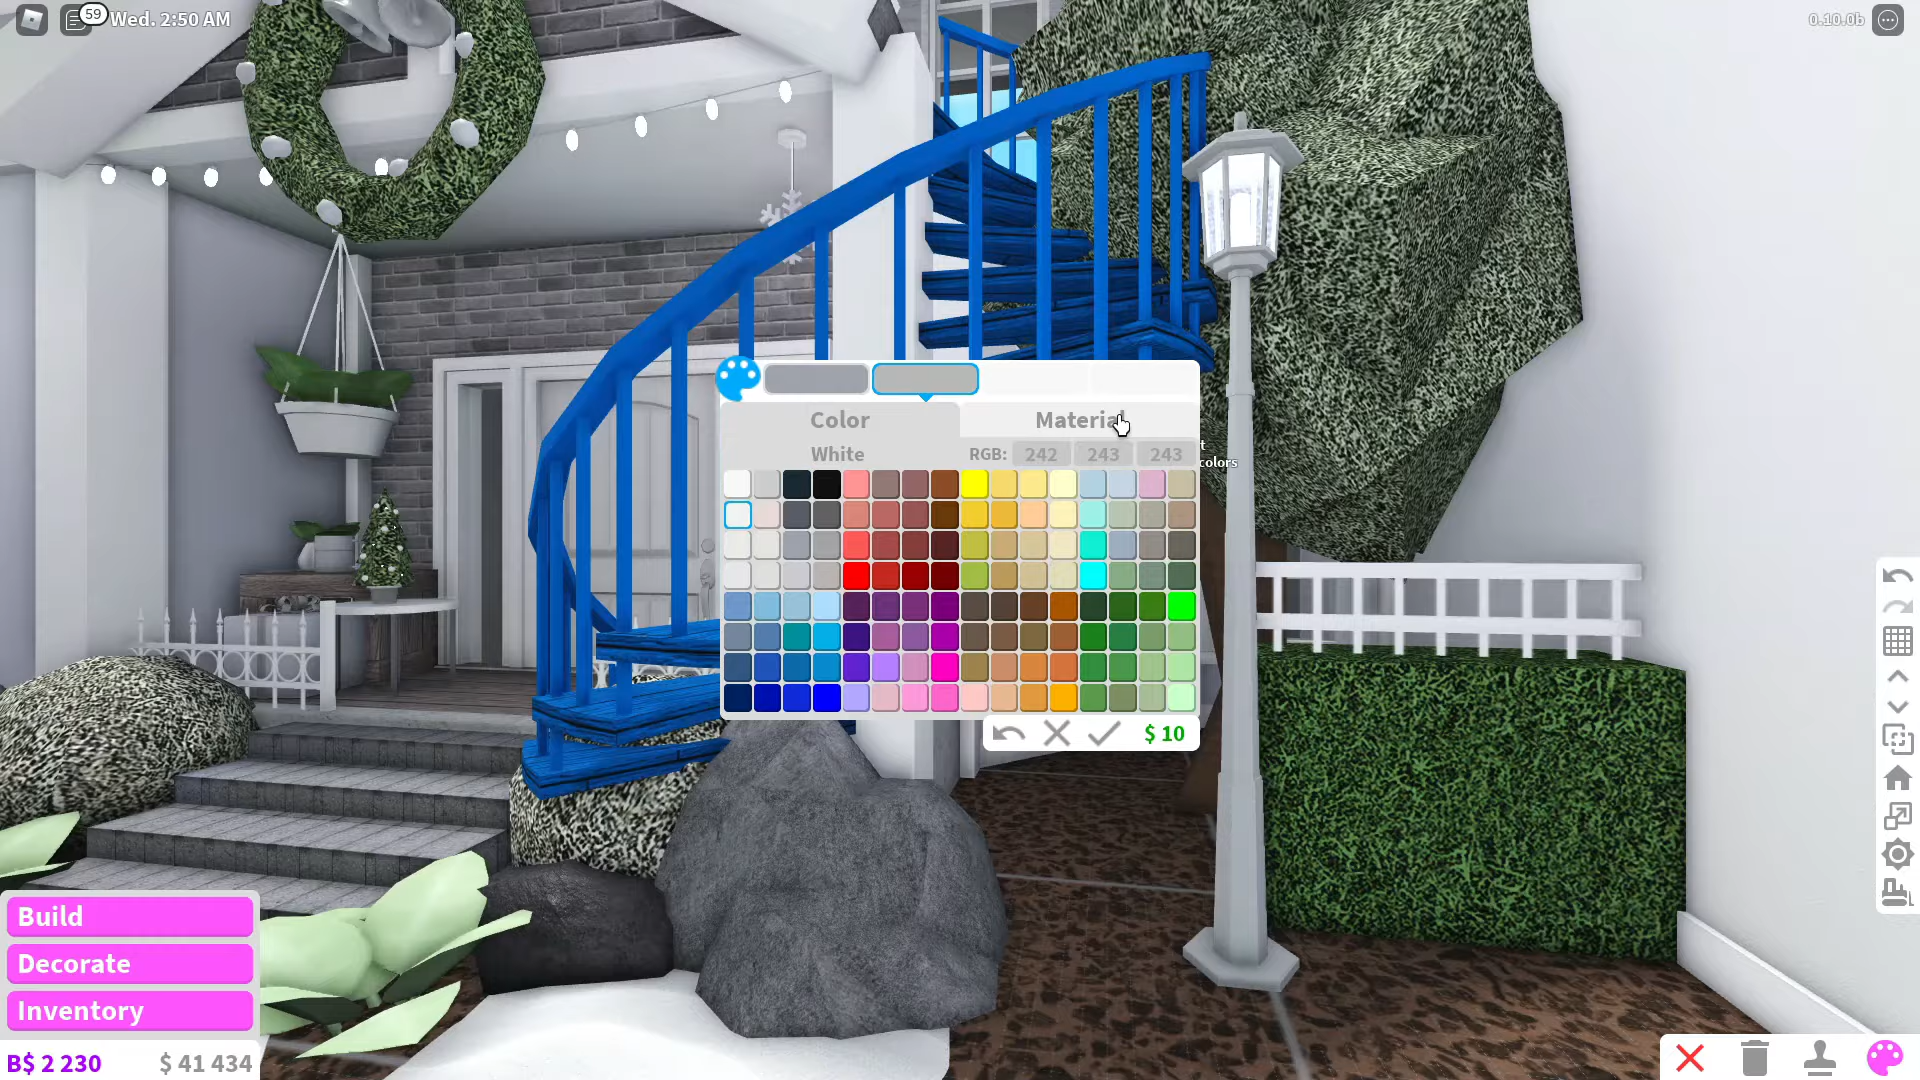 59 Wed. 2:50 AM
0.10.0b
Color
Material
White
RGB: 242 243 243
t
colors
$ 10
Build
Decorate
Inventory
B$ 2 230
$ 41 434